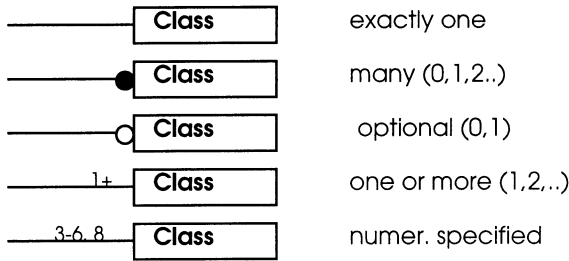 Class exactly one
Class many (0,1,2..)
Class optional (0,1)
1+ Class one or more (1,2,..)
3-6, 8 Class numer. specified